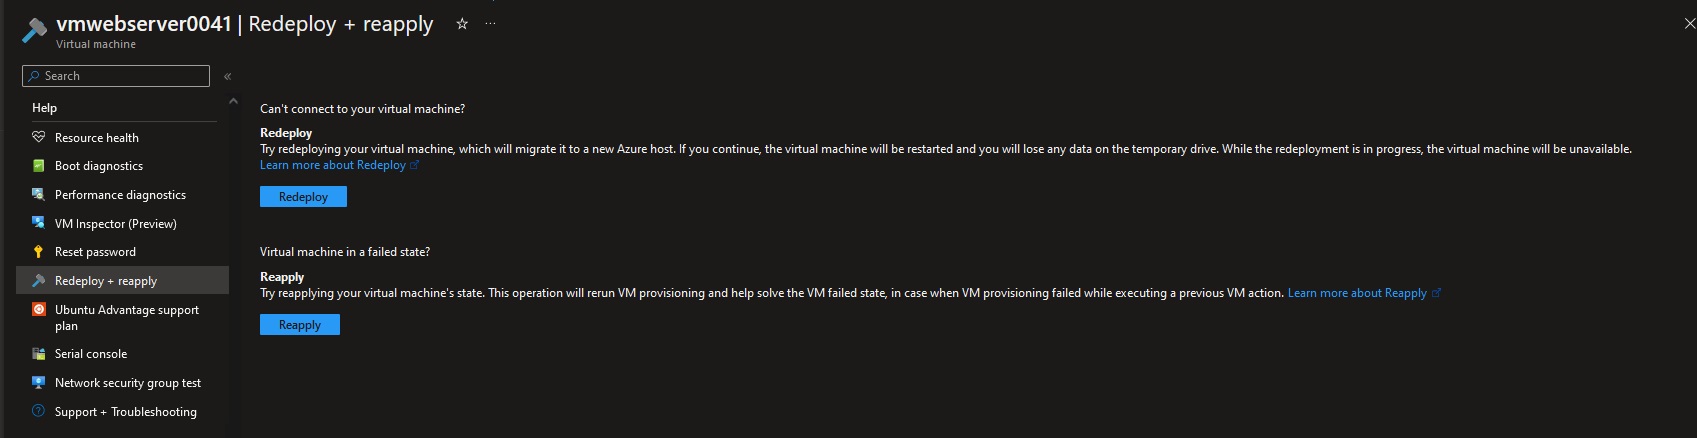 vmwebserver0041 | Redeploy + reapply ☆ ...
Virtual machine
Search
Help
Resource health
Boot diagnostics
Performance diagnostics
VM Inspector (Preview)
Reset password
Redeploy + reapply
Ubuntu Advantage support
plan
Serial console
Network security group test
Support + Troubleshooting
Can't connect to your virtual machine?
Redeploy
Try redeploying your virtual machine, which will migrate it to a new Azure host. If you continue, the virtual machine will be restarted and you will lose any data on the temporary drive. While the redeployment is in progress, the virtual machine will be unavailable.
Learn more about Redeploy
Redeploy
Virtual machine in a failed state?
Reapply
Try reapplying your virtual machine's state. This operation will rerun VM provisioning and help solve the VM failed state, in case when VM provisioning failed while executing a previous VM action. Learn more about Reapply
Reapply